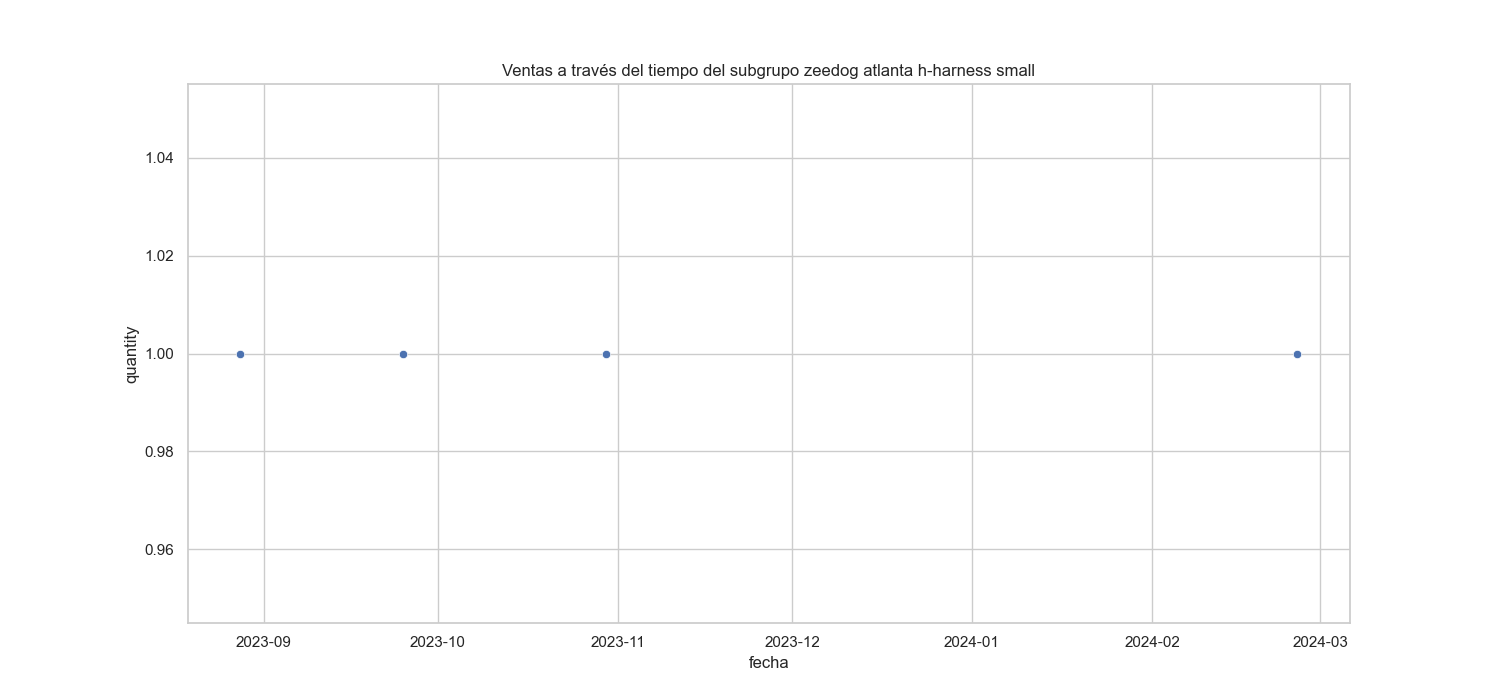 Ventas a través del tiempo del subgrupo zeedog atlanta h-harness small
1.04
1.02
1.00
0.98
0.96
quantity
2023-09 2023-10 2023-11 2023-12 2024-01 2024-02 2024-03
fecha